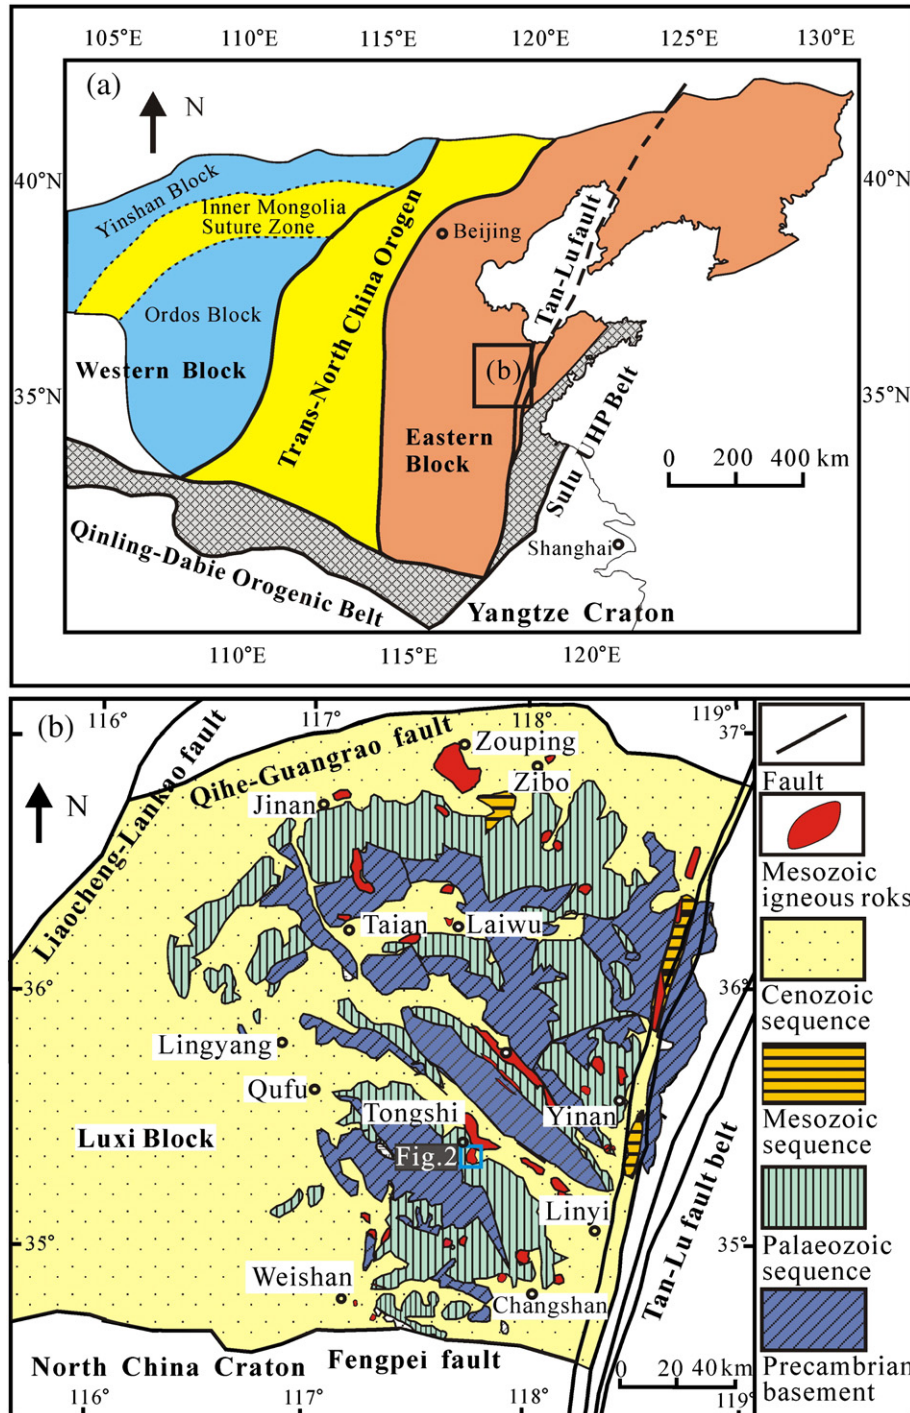 105°E 110°E 115°E 120°E 125°E 130°E
(a)
N
40°N
40°N
Yinshan Block
Inner Mongolia
Suture Zone
Trans-North China Orogen
Beijing
Tan-Lu fault
Ordos Block
Western Block
35°N
35°N
(b)
Eastern
Block
Sulu UHP Belt
0 200 400 km
Qinling-Dabie Orogenic Belt
Shanghai
Yangtze Craton
110°E 115°E 120°E
(b)
116° 117° 118° 119°
37°
N
Liaocheng-Lankao fault
Qihe-Guangrao fault
Zouping
Zibo
Jinan
Taian
Laiwu
36°
36°
Lingyang
Qufu
Tongshi
Yinan
Luxi Block
Fig.2
Linyi
35°
35°
Weishan
Changshan
Tan-Lu fault belt
North China Craton
Fengpei fault
0 20 40 km
116° 117° 118° 119°
Fault
Mesozoic
igneous roks
Cenozoic
sequence
Mesozoic
sequence
Palaeozoic
sequence
Precambrian
basement